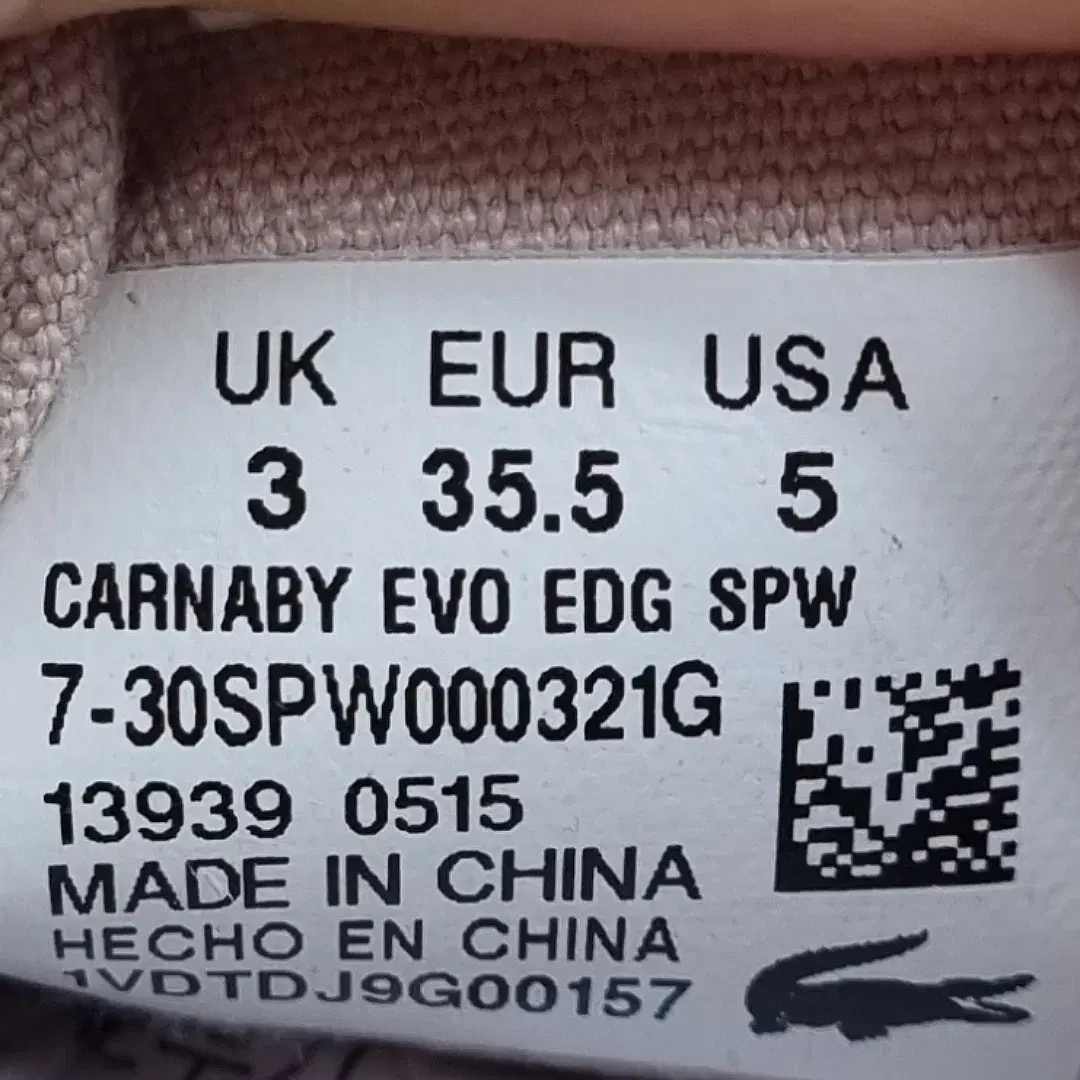 UK EUR USA
3 35.5 5
CARNABY EVO EDG SPW
7-30SPW000321G
13939 0515
MADE IN CHINA
HECHO EN CHINA
1VDTDJ9G00157